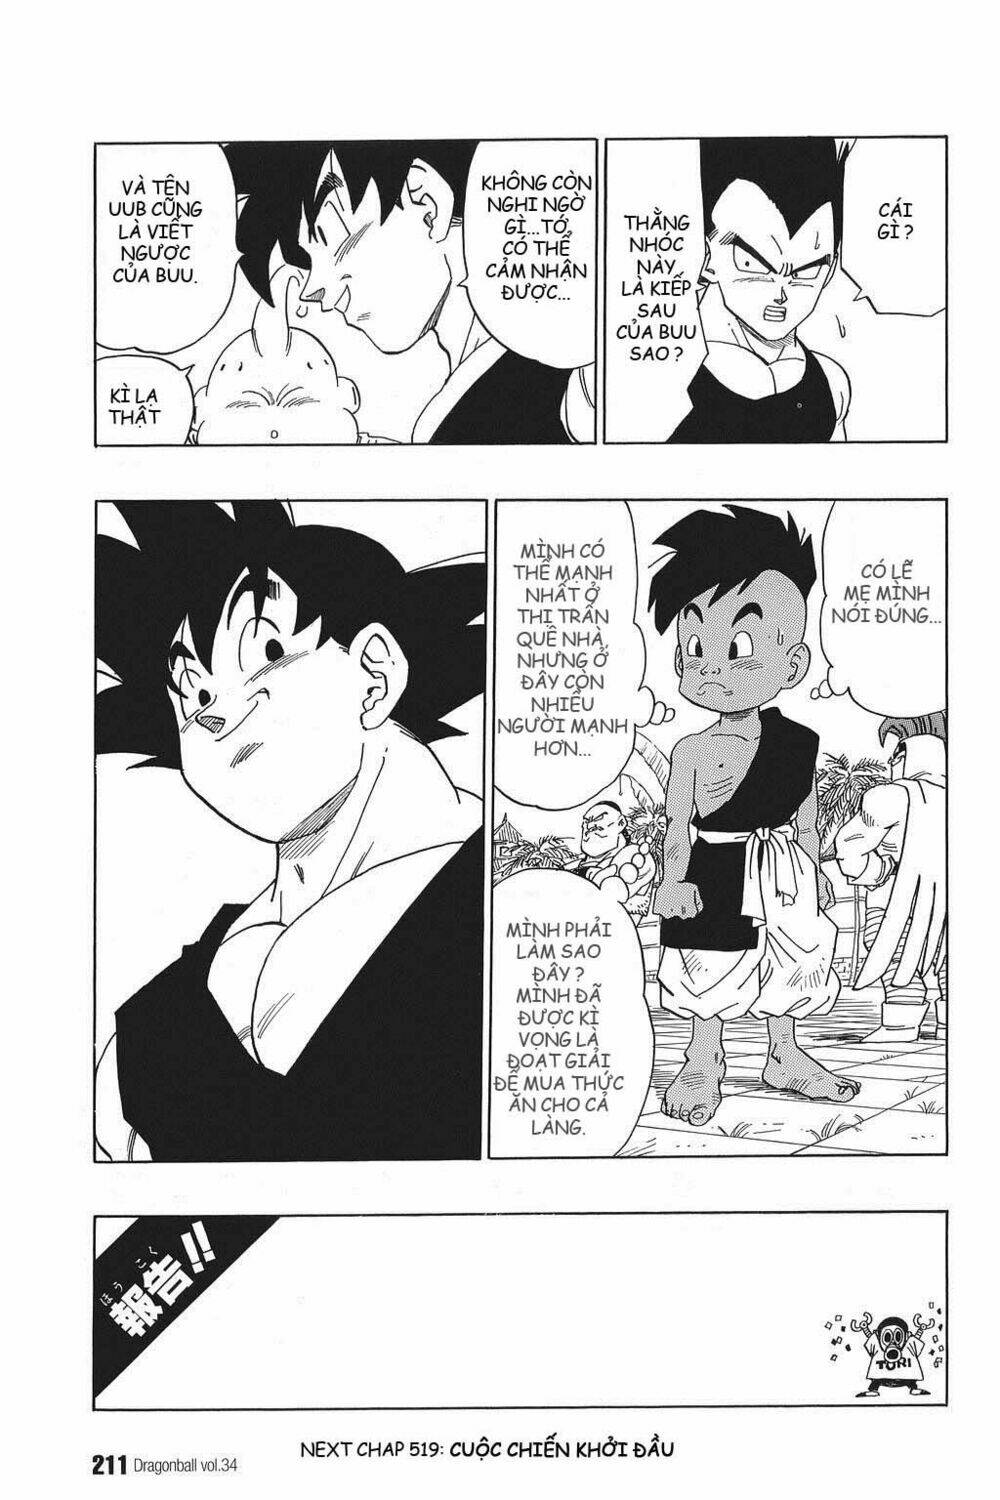 CÁI
GÌ?
THẰNG
NHÓC
NÀY
LÀ KIẾP
SAU
CỦA BUU
SAO?
KHÔNG CÒN
NGHI NGỜ
GÌ...TỚ
CÓ THỂ
CẢM NHẬN
ĐƯỢC...
VÀ TÊN
UUB CŨNG
LÀ VIẾT
NGƯỢC
CỦA BUU.
KÌ LẠ
THẬT
CÓ LẼ
MẸ MÌNH
NÓI ĐÚNG...
MÌNH CÓ
THỂ MẠNH
NHẤT Ở
THỊ TRẤN
QUÊ NHÀ,
NHƯNG Ở
ĐÂY CÒN
NHIỀU
NGƯỜI MẠNH
HƠN...
MÌNH PHẢI
LÀM SAO
ĐÂY?
MÌNH ĐÃ
ĐƯỢC KÌ
VỌNG LÀ
ĐOẠT GIẢI
ĐỂ MUA THỨC
ĂN CHO CẢ
LÀNG.
ほうこく
報告!!
TORI
NEXT CHAP 519: CUỘC CHIẾN KHỞI ĐẦU
211 Dragonball vol.34